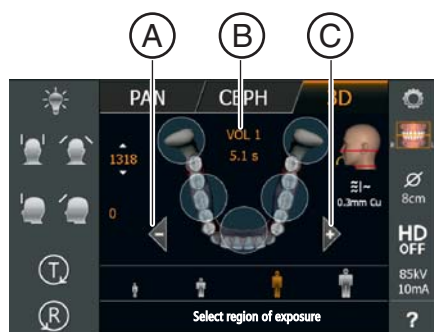 A B C
PAN CEPH 3D
VOL 1
5.1 s
1318
0
0.3mm Cu
8cm
HD
OFF
85kV
10mA
- +
T
R
Select region of exposure
?